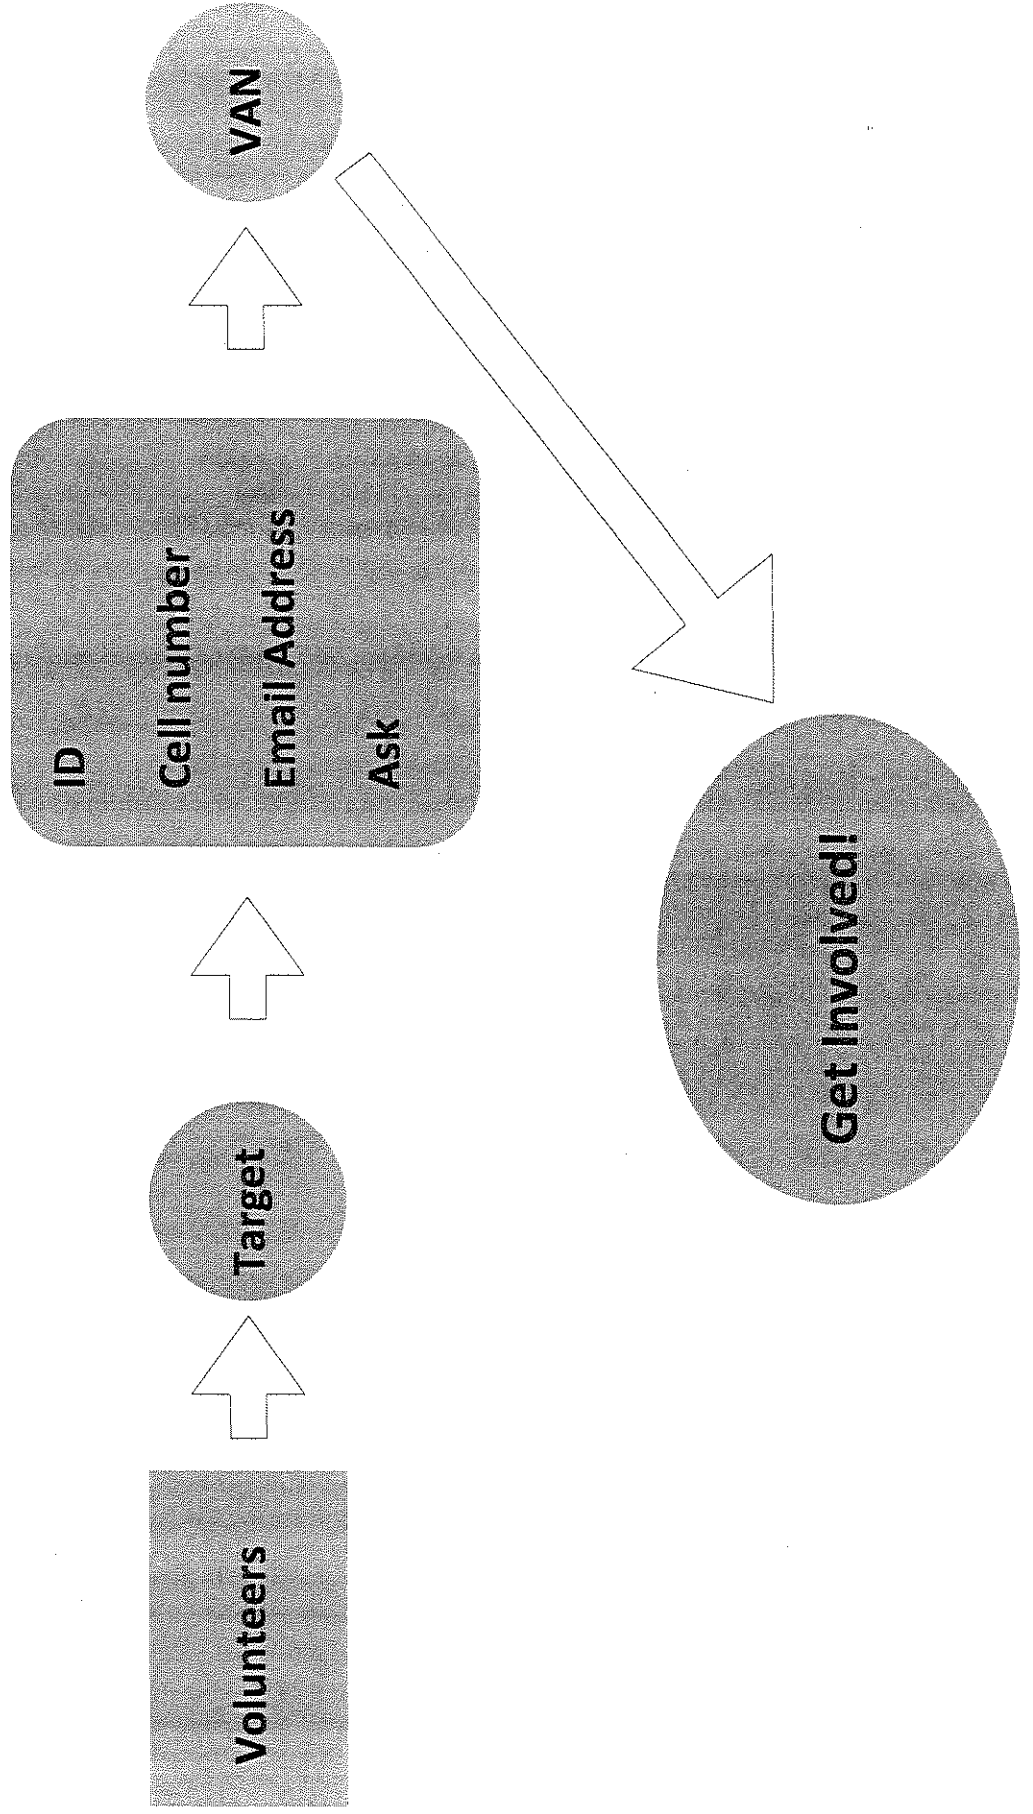 Volunteers
Target
ID
Cell number
Email Address
Ask
VAN
Get Involved!